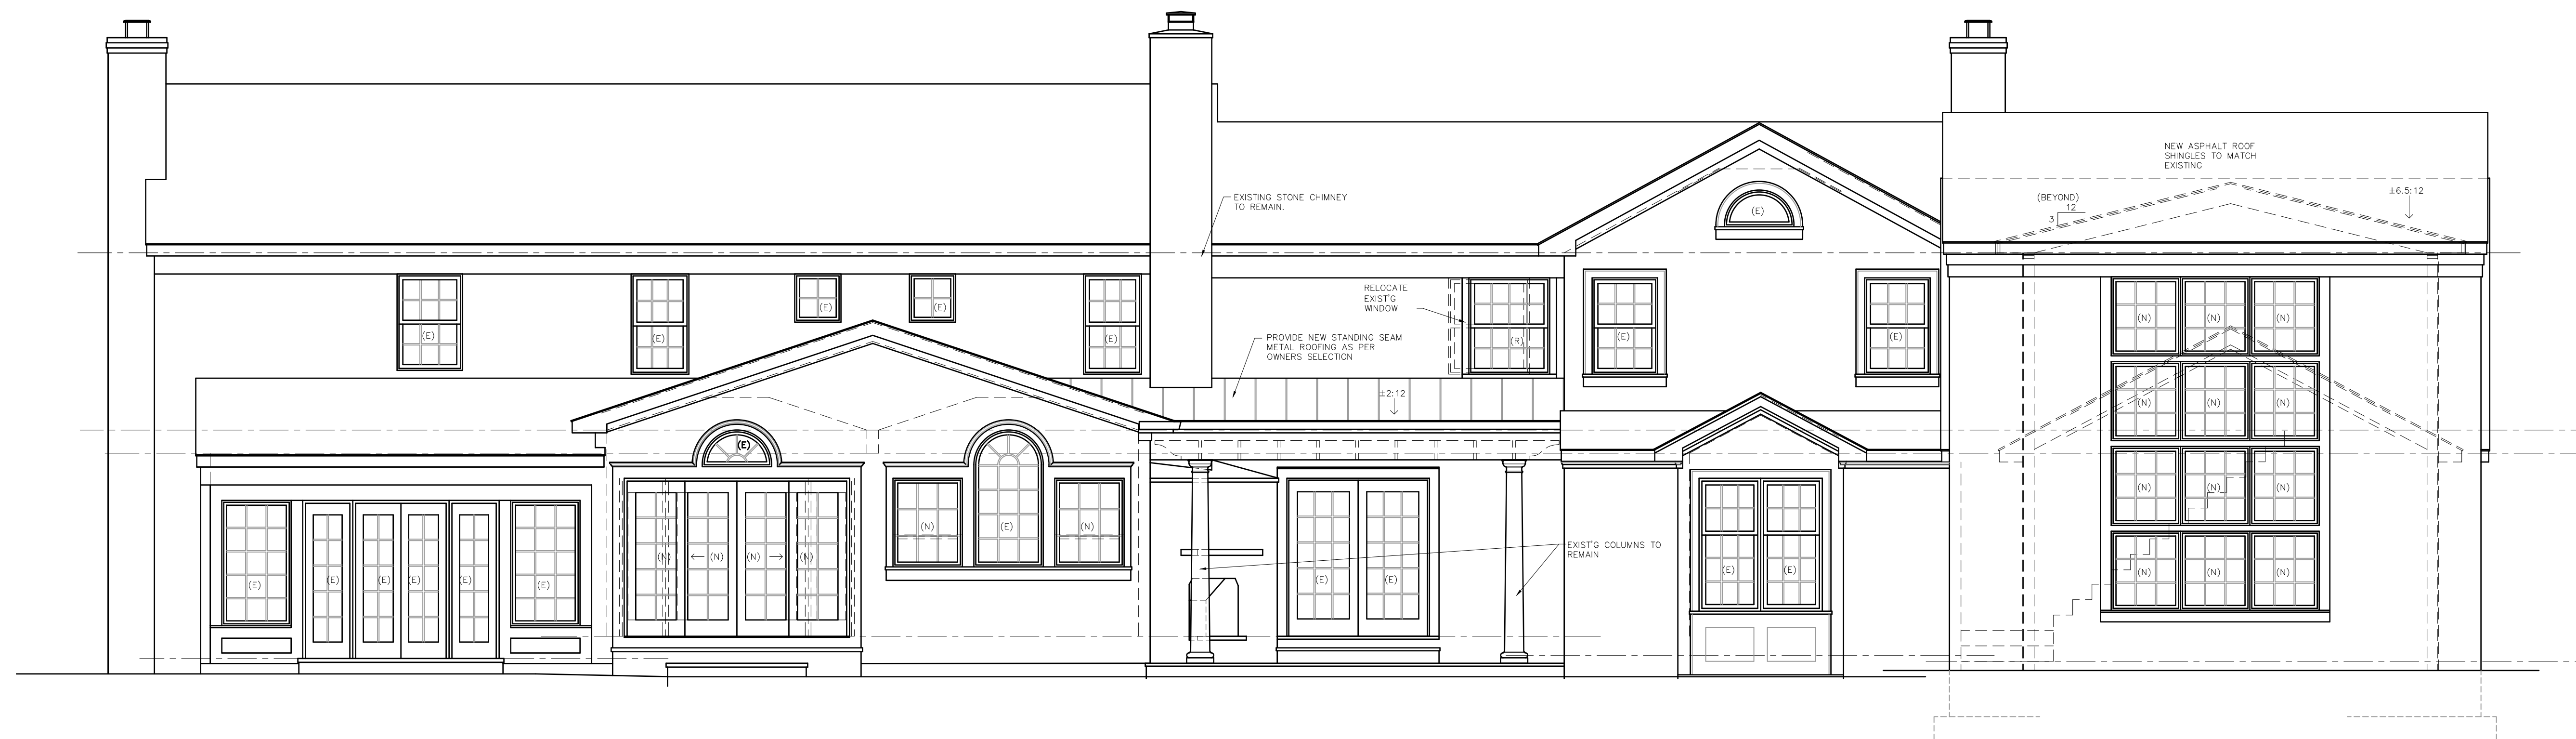 NEW ASPHALT ROOF
SHINGLES TO MATCH
EXISTING
±6.5:12
(BEYOND)
12
3
EXISTING STONE CHIMNEY
TO REMAIN.
(E)
RELOCATE
EXIST'G
WINDOW
PROVIDE NEW STANDING SEAM
METAL ROOFING AS PER
OWNERS SELECTION
±2:12
(E)
(E)
(E)
(E)
(E)
(R)
(E)
(E)
(N)
(N)
(N)
(N)
(N)
(N)
(E)
(N)
(N)
(N)
(N)
(E)
(N)
EXIST'G COLUMNS TO
REMAIN
(N)
(N)
(N)
(N)
(E)
(E)
(E)
(E)
(E)
(E)
(E)
(E)
(E)
(E)
(N)
(N)
(N)